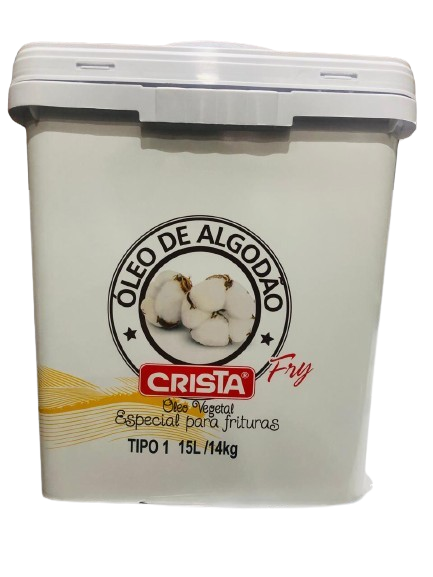 ÓLEO DE ALGODÃO
CRISTA®
Fry
Óleo Vegetal
Especial para frituras
TIPO 1 15L /14kg